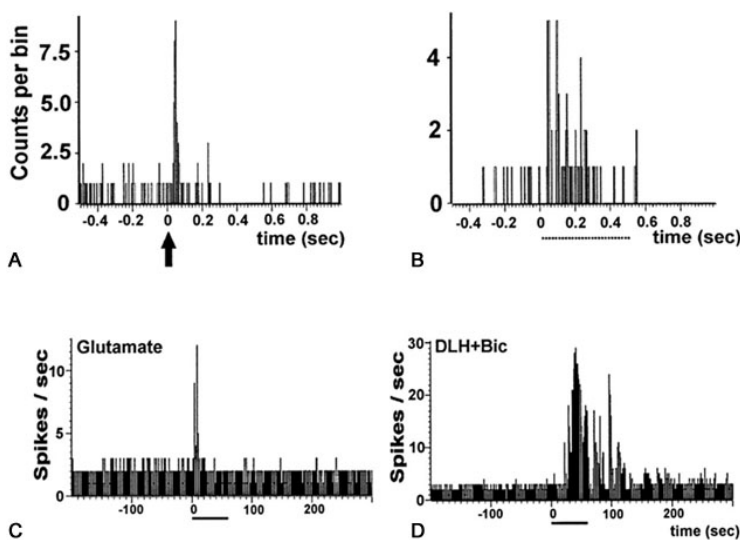 Counts per bin
7.5
5.0
2.5
0
-0.4 -0.2 0 0.2 0.4 0.6 0.8
time (sec)
A
4
2
0
-0.4 -0.2 0 0.2 0.4 0.6 0.8
time (sec)
B
Glutamate
Spikes / sec
10
5
0
-100 0 100 200
C
DLH+Bic
Spikes / sec
30
20
10
0
-100 0 100 200
time (sec)
D